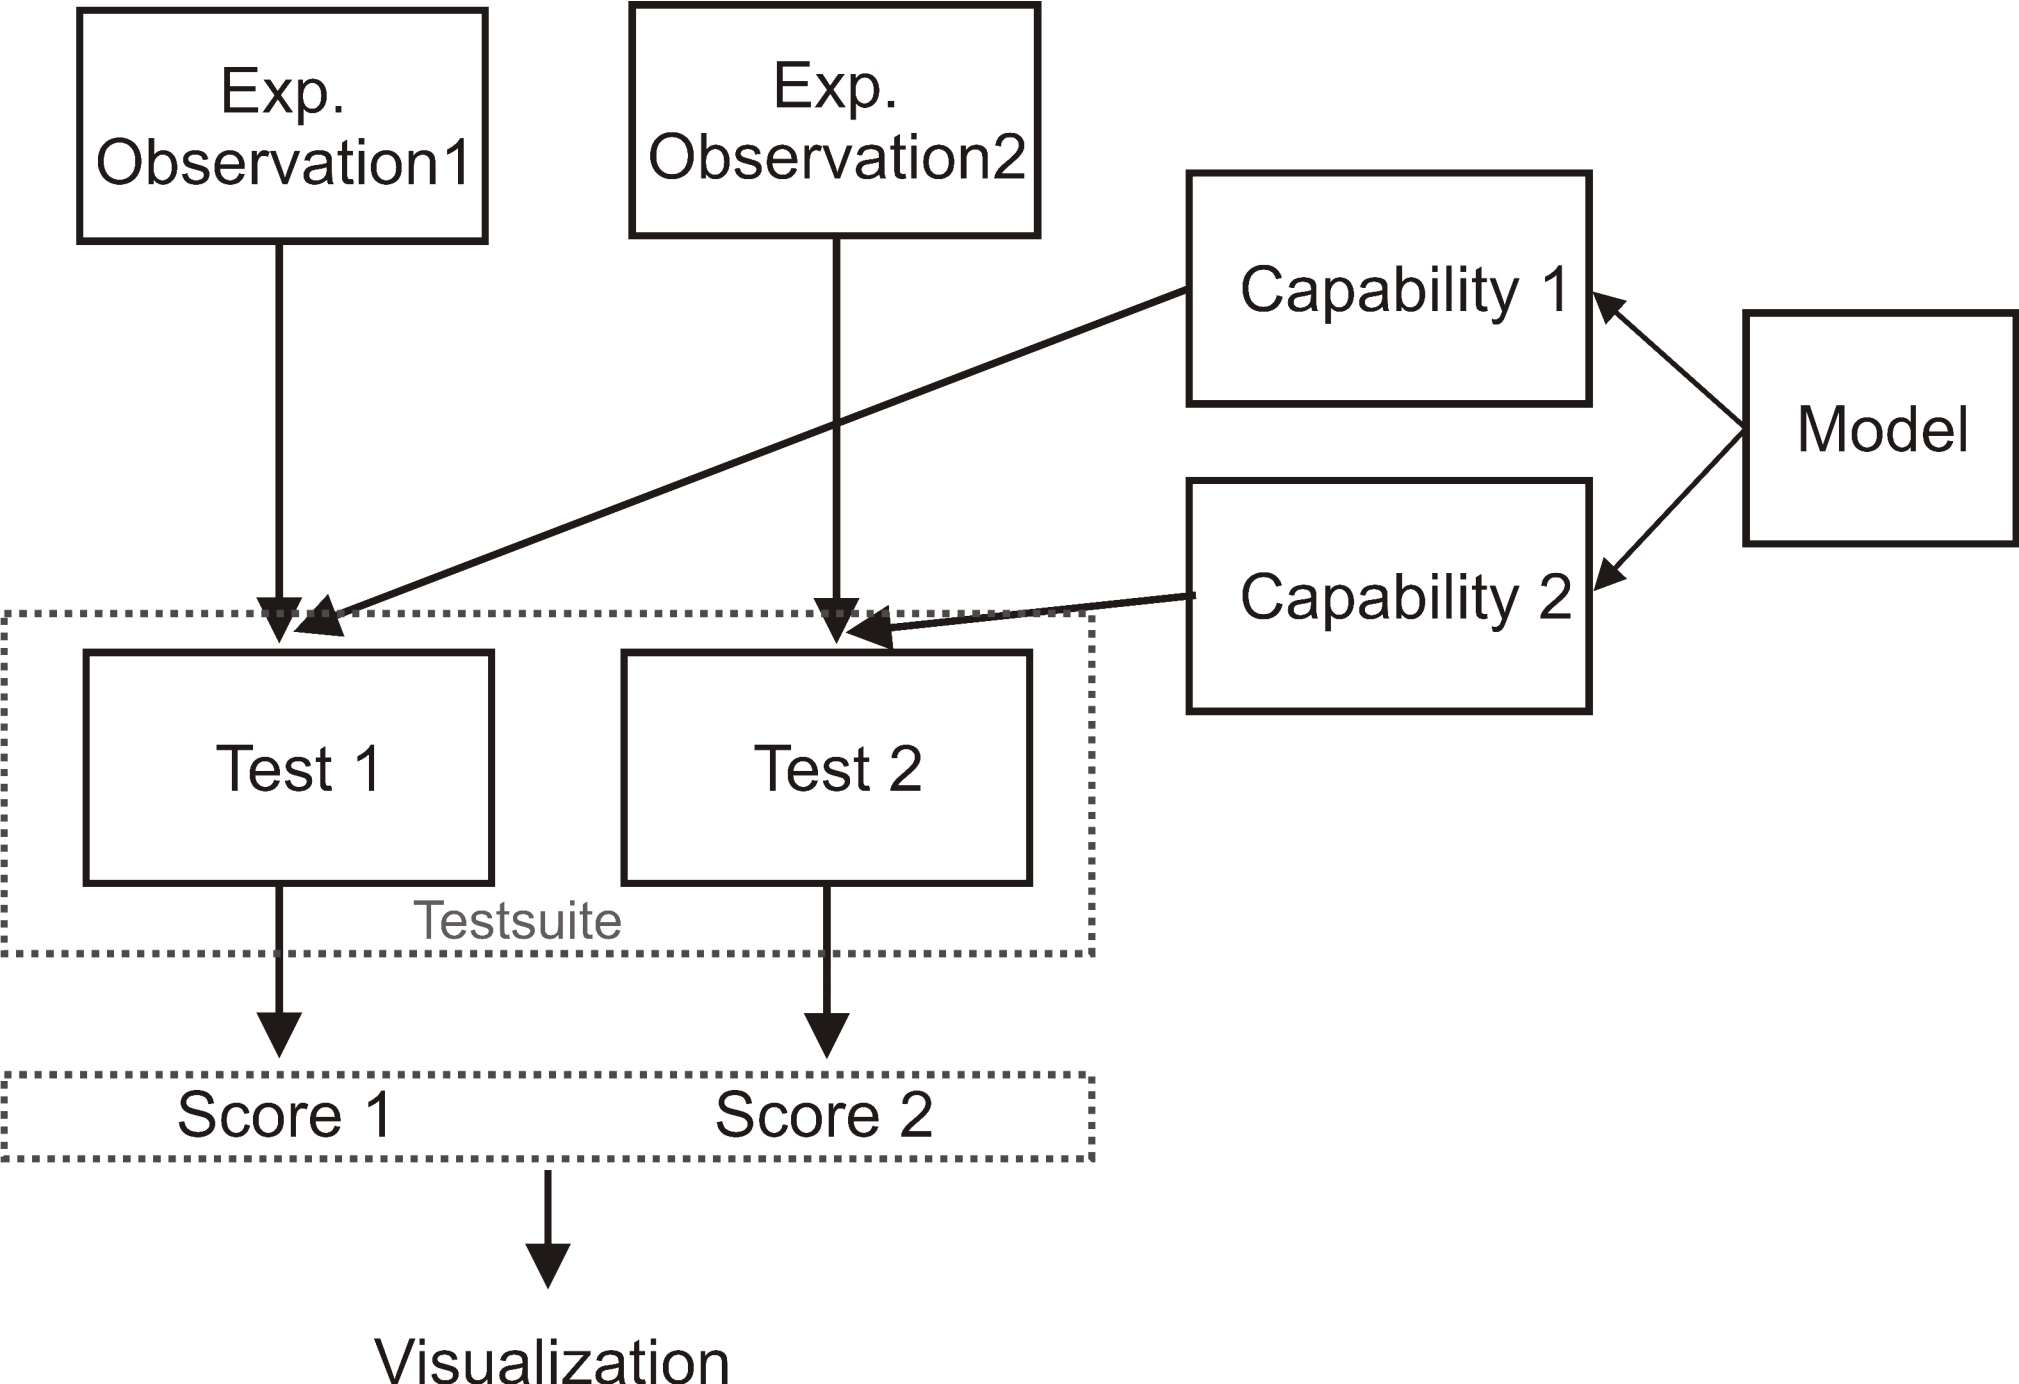 Exp.
Observation1
Exp.
Observation2
Capability 1
Model
Capability 2
Test 1
Test 2
Testsuite
Score 1
Score 2
Visualization